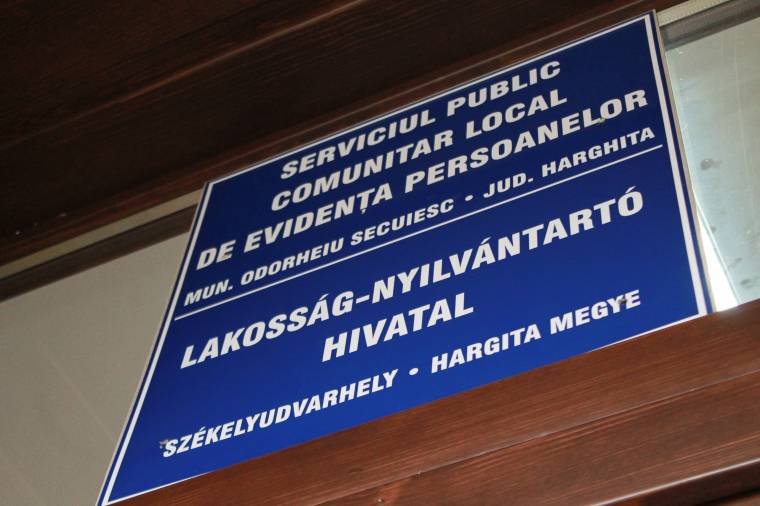 SERVICIUL PUBLIC
COMUNITAR LOCAL
DE EVIDENȚA PERSOANELOR
MUN. ODORHEIU SECUIESC • JUD. HARGHITA
LAKOSSÁG-NYILVÁNTARTÓ
HIVATAL
SZÉKELYUDVARHELY • HARGITA MEGYE